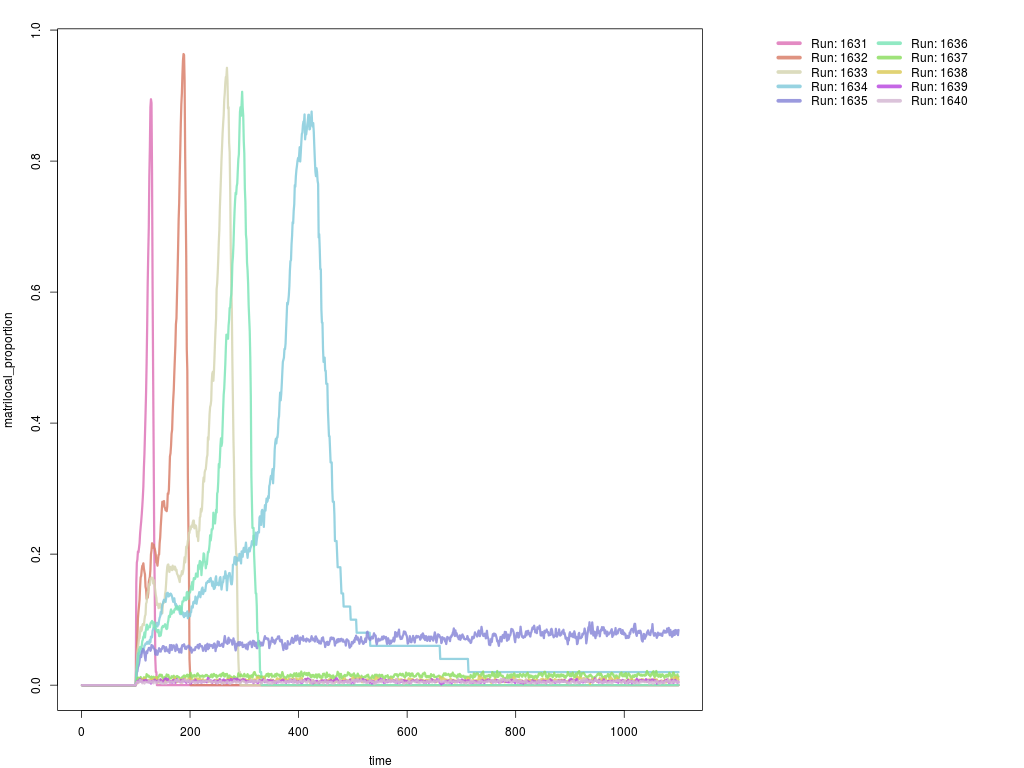 Run: 1631
Run: 1632
Run: 1633
Run: 1634
Run: 1635
Run: 1636
Run: 1637
Run: 1638
Run: 1639
Run: 1640
matrilocal_proportion
1.0
0.8
0.6
0.4
0.2
0.0
0 200 400 600 800 1000
time